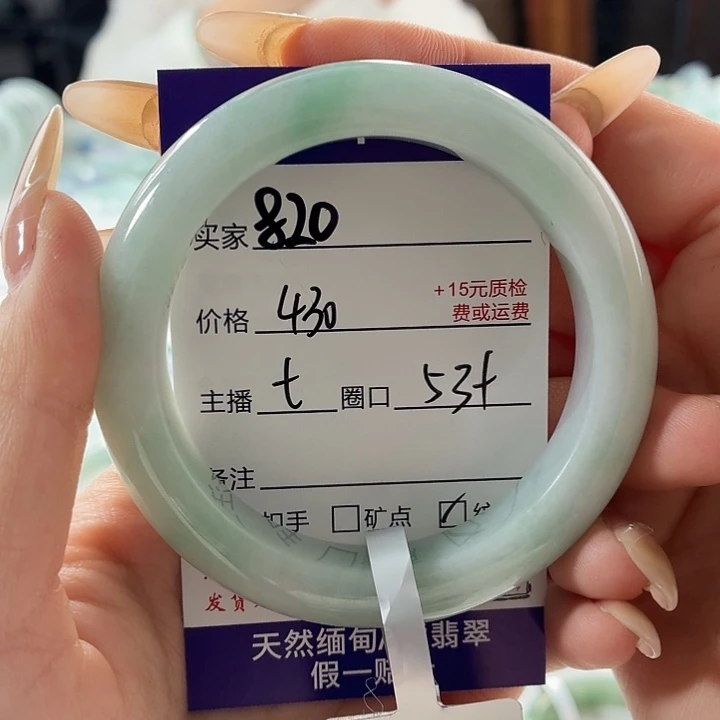 买家 820
价格 430 +15元质检
费或运费
主播 t 圈口 53+
备注
扣手 □矿点 ☑
发货
天然缅甸 翡翠
假一赔